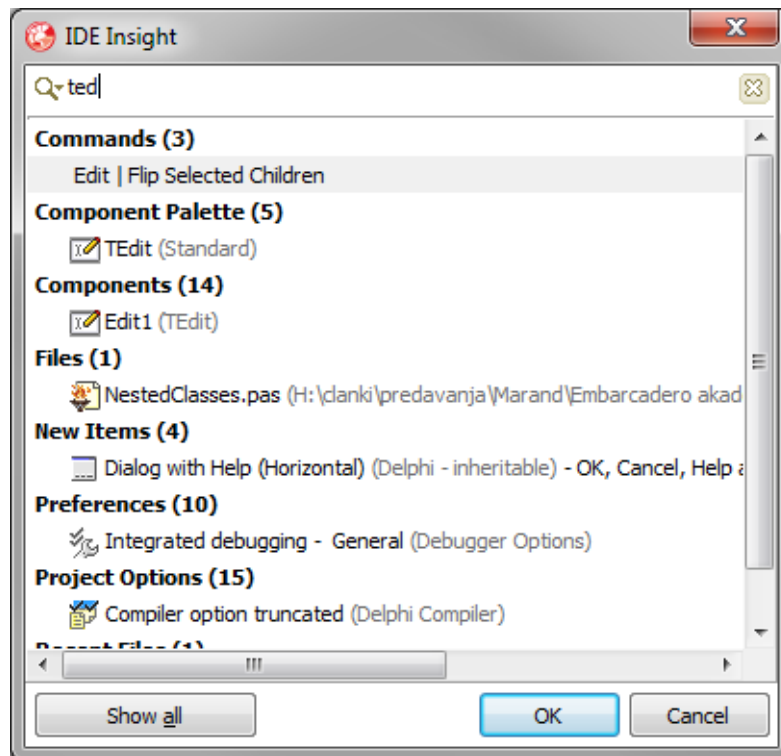 IDE Insight
ted
Commands (3)
Edit | Flip Selected Children
Component Palette (5)
TEdit (Standard)
Components (14)
Edit1 (TEdit)
Files (1)
NestedClasses.pas (H:\clanki\predavanja\Marand\Embarcadero akad
New Items (4)
Dialog with Help (Horizontal) (Delphi - inheritable) - OK, Cancel, Help a
Preferences (10)
Integrated debugging - General (Debugger Options)
Project Options (15)
Compiler option truncated (Delphi Compiler)
Recent Files (1)
Show all
OK
Cancel